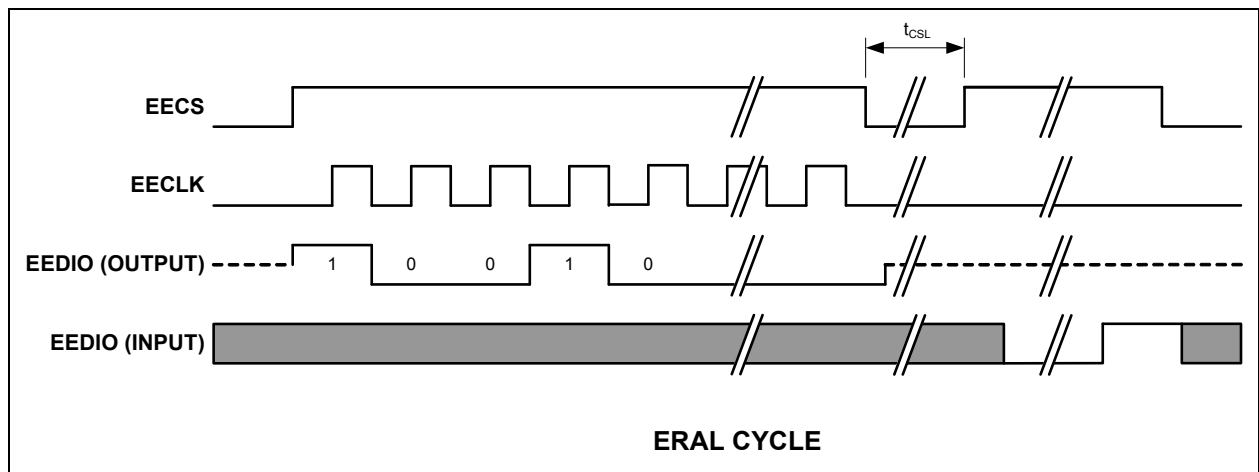 tCSL
EECS
EECLK
EEDIO (OUTPUT)
1 0 0 1 0
EEDIO (INPUT)
ERAL CYCLE